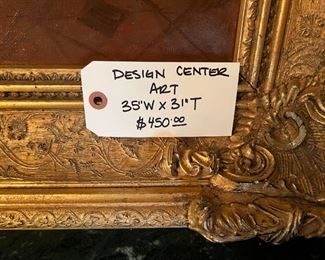 DESIGN CENTER
ART
35"W x 31"T
$450.00